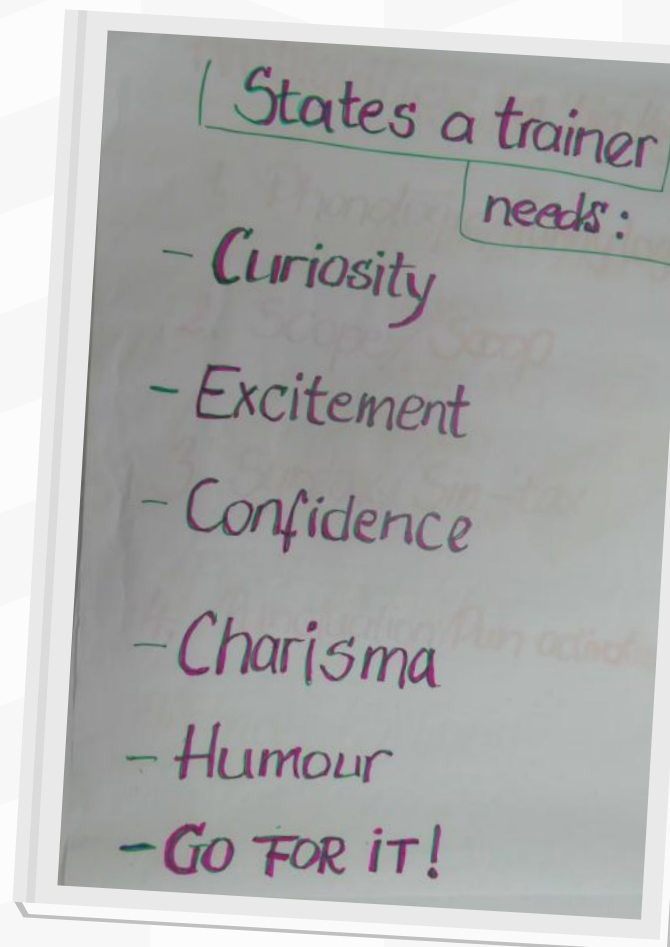 States a trainer
needs:
- Curiosity
- Excitement
- Confidence
- Charisma
- Humour
- GO FOR iT!